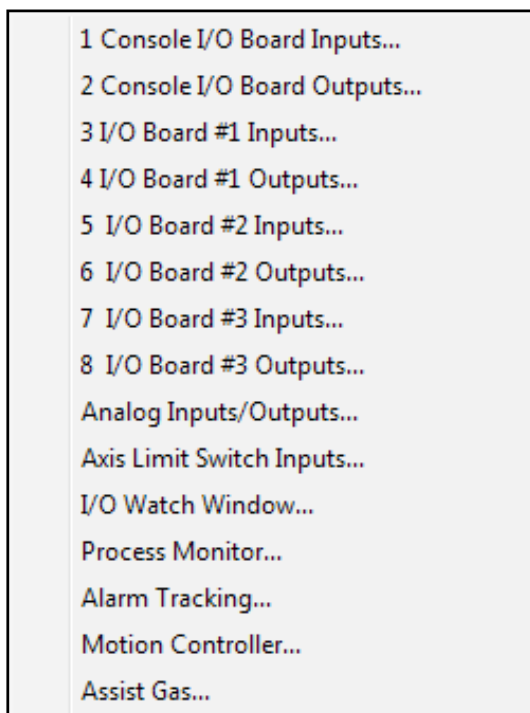 1 Console I/O Board Inputs...
2 Console I/O Board Outputs...
3 I/O Board #1 Inputs...
4 I/O Board #1 Outputs...
5  I/O Board #2 Inputs...
6  I/O Board #2 Outputs...
7  I/O Board #3 Inputs...
8  I/O Board #3 Outputs...
Analog Inputs/Outputs...
Axis Limit Switch Inputs...
I/O Watch Window...
Process Monitor...
Alarm Tracking...
Motion Controller...
Assist Gas...